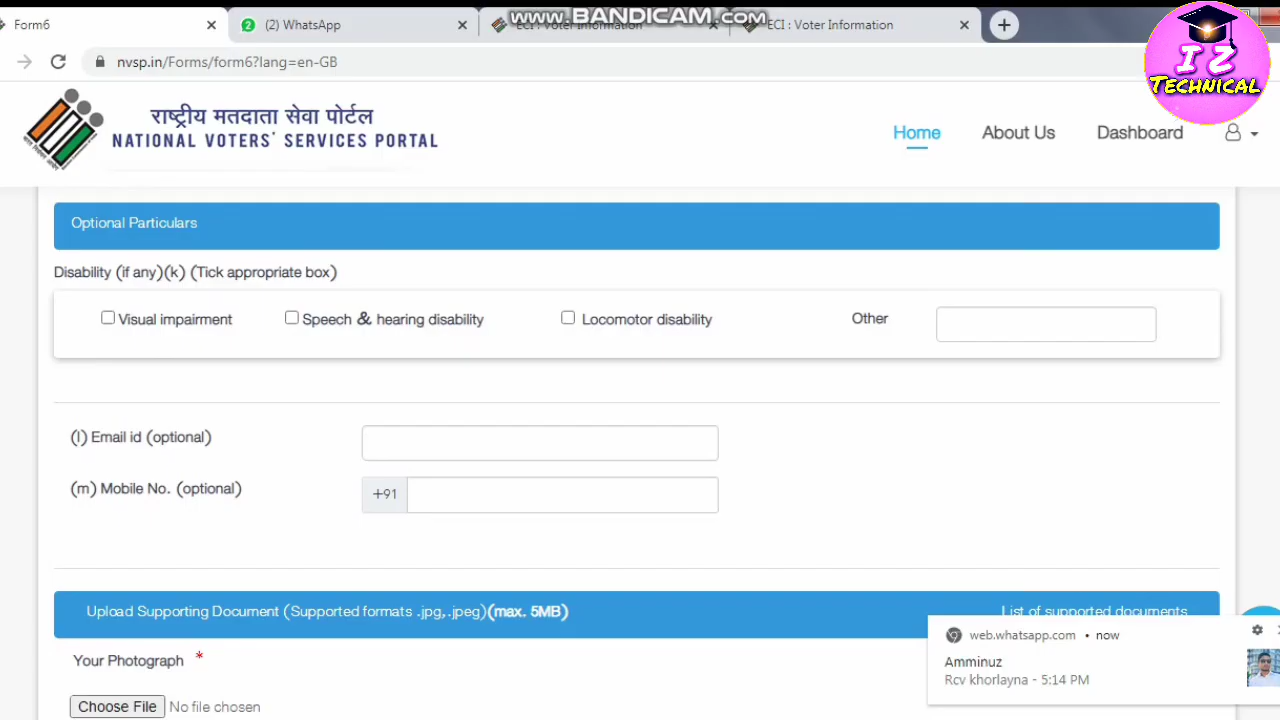 www.BANDICAM.com
Form6
2 (2) WhatsApp
ECI : Voter Information
ECI : Voter Information
nvsp.in/Forms/form6?lang=en-GB
I Z
TECHNICAL
राष्ट्रीय मतदाता सेवा पोर्टल
NATIONAL VOTERS' SERVICES PORTAL
Home About Us Dashboard
Optional Particulars
Disability (if any)(k) (Tick appropriate box)
Visual impairment Speech & hearing disability Locomotor disability Other
(l) Email id (optional)
(m) Mobile No. (optional) +91
Upload Supporting Document (Supported formats .jpg,.jpeg)(max. 5MB) List of supported documents
Your Photograph *
Choose File No file chosen
web.whatsapp.com • now
Amminuz
Rcv khorlayna - 5:14 PM